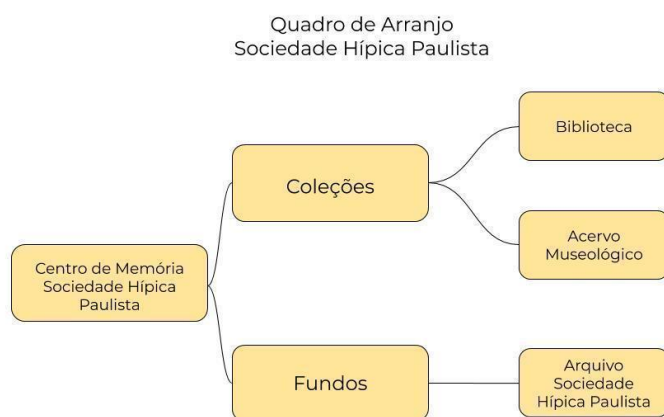 Quadro de Arranjo
Sociedade Hípica Paulista
Biblioteca
Coleções
Acervo
Museológico
Centro de Memória
Sociedade Hípica
Paulista
Fundos
Arquivo
Sociedade
Hípica Paulista